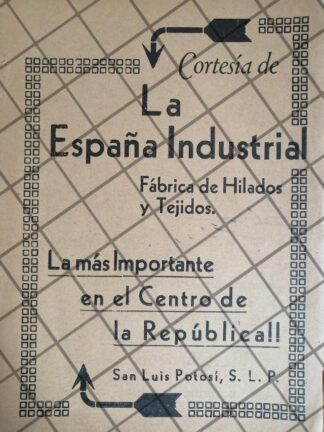 Cortesía de
La
España Industrial
Fábrica de Hilados
y Tejidos.
La más Importante
en el Centro de
la República!!
San Luis Potosí, S. L. P.